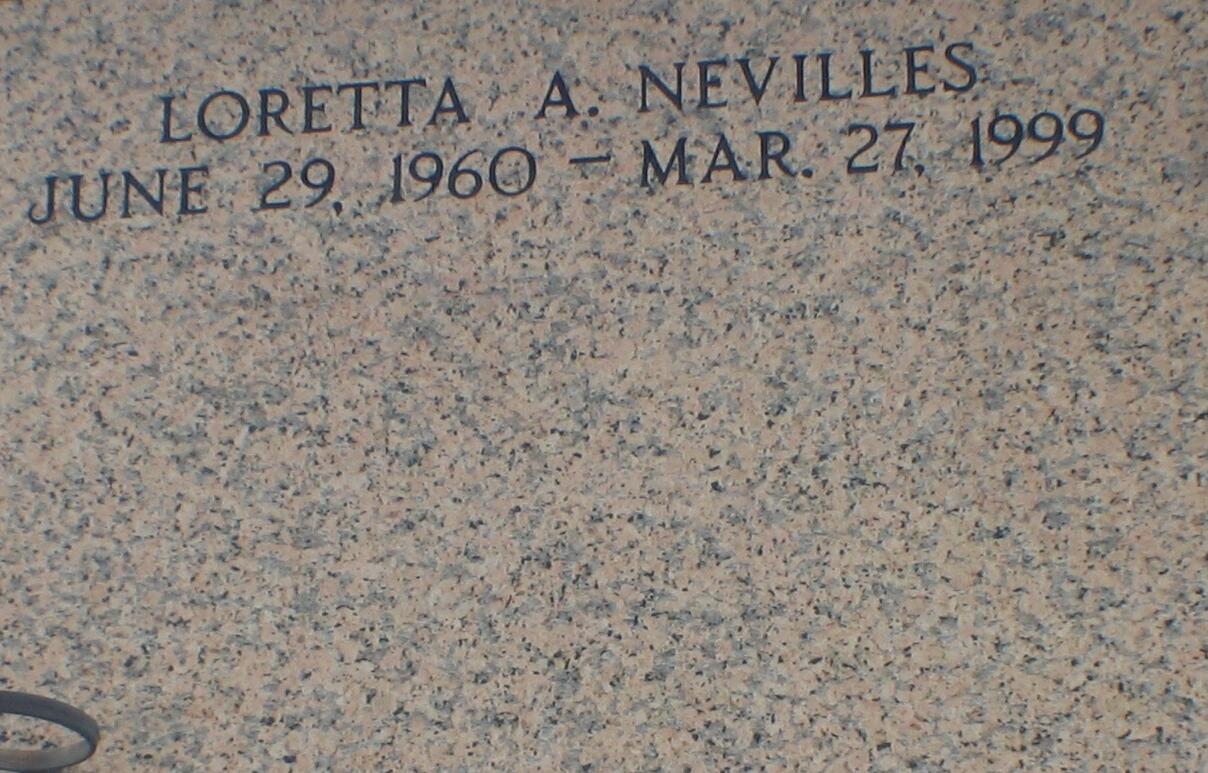 LORETTA A. NEVILLES
JUNE 29, 1960 – MAR. 27, 1999